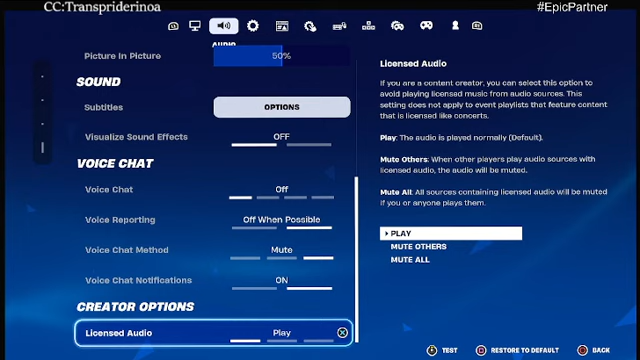 CC:Transpriderinoa
#EpicPartner
AUDIO
Picture In Picture
50%
SOUND
Subtitles
OPTIONS
Visualize Sound Effects
OFF
VOICE CHAT
Voice Chat
Off
Voice Reporting
Off When Possible
Voice Chat Method
Mute
Voice Chat Notifications
ON
CREATOR OPTIONS
Licensed Audio
Play
Licensed Audio
If you are a content creator, you can select this option to
avoid playing licensed music from audio sources. This
setting does not apply to event playlists that feature content
that is licensed like concerts.
Play: The audio is played normally (Default).
Mute Others: When other players play audio sources with
licensed audio, the audio will be muted.
Mute All: All sources containing licensed audio will be muted
if you or anyone plays them.
PLAY
MUTE OTHERS
MUTE ALL
TEST
RESTORE TO DEFAULT
BACK